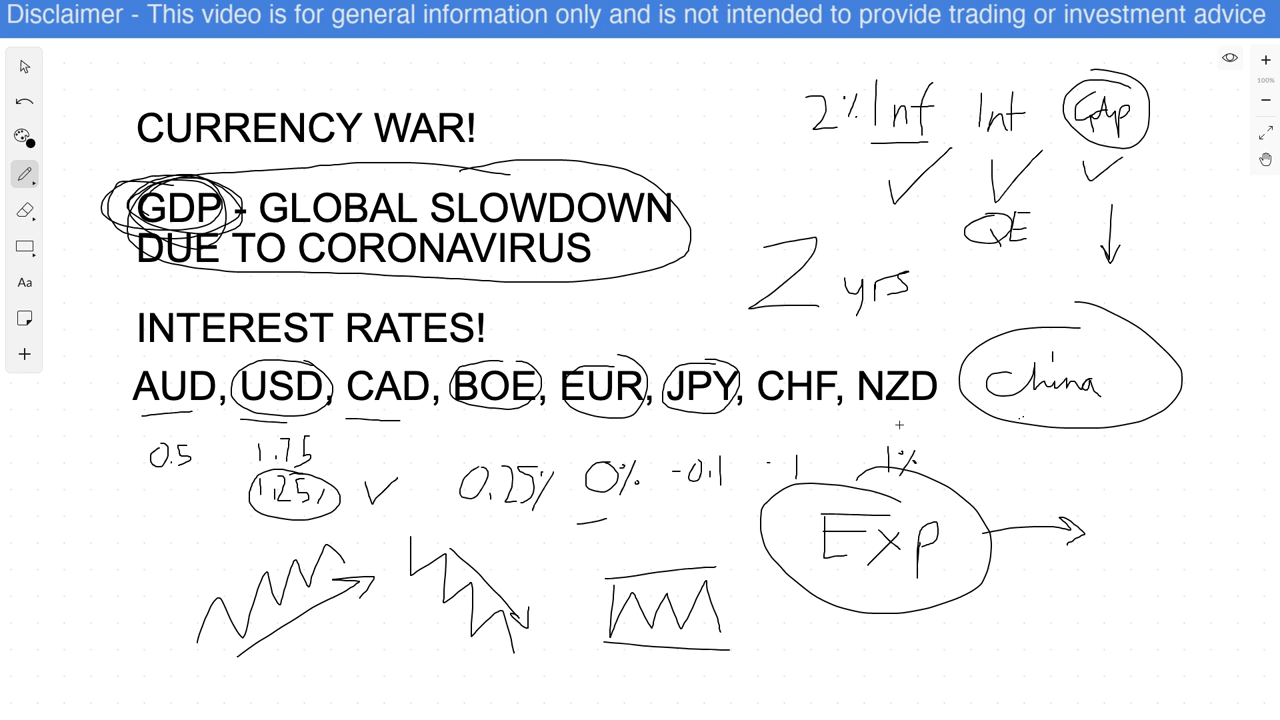 Disclaimer - This video is for general information only and is not intended to provide trading or investment advice
100%
Aa
CURRENCY WAR!
2% Inf Int Gdp
GDP - GLOBAL SLOWDOWN
DUE TO CORONAVIRUS
QE
2 yrs
INTEREST RATES!
AUD, USD, CAD, BOE, EUR, JPY, CHF, NZD
China
0.5 1.75 0.25% 0% -0.1 -1 1%
1.25%
Exp